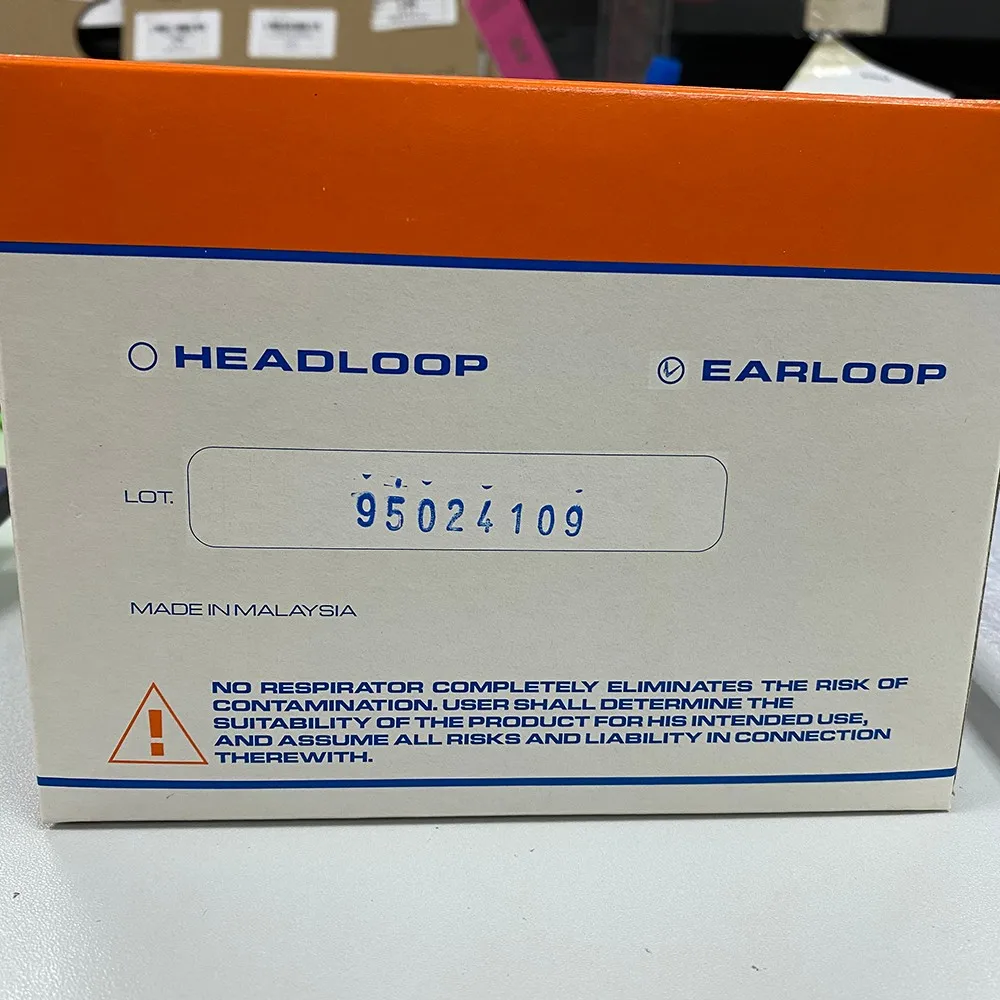 HEADLOOP
EARLOOP
LOT.
95024109
MADE IN MALAYSIA
NO RESPIRATOR COMPLETELY ELIMINATES THE RISK OF
CONTAMINATION. USER SHALL DETERMINE THE
SUITABILITY OF THE PRODUCT FOR HIS INTENDED USE,
AND ASSUME ALL RISKS AND LIABILITY IN CONNECTION
THEREWITH.